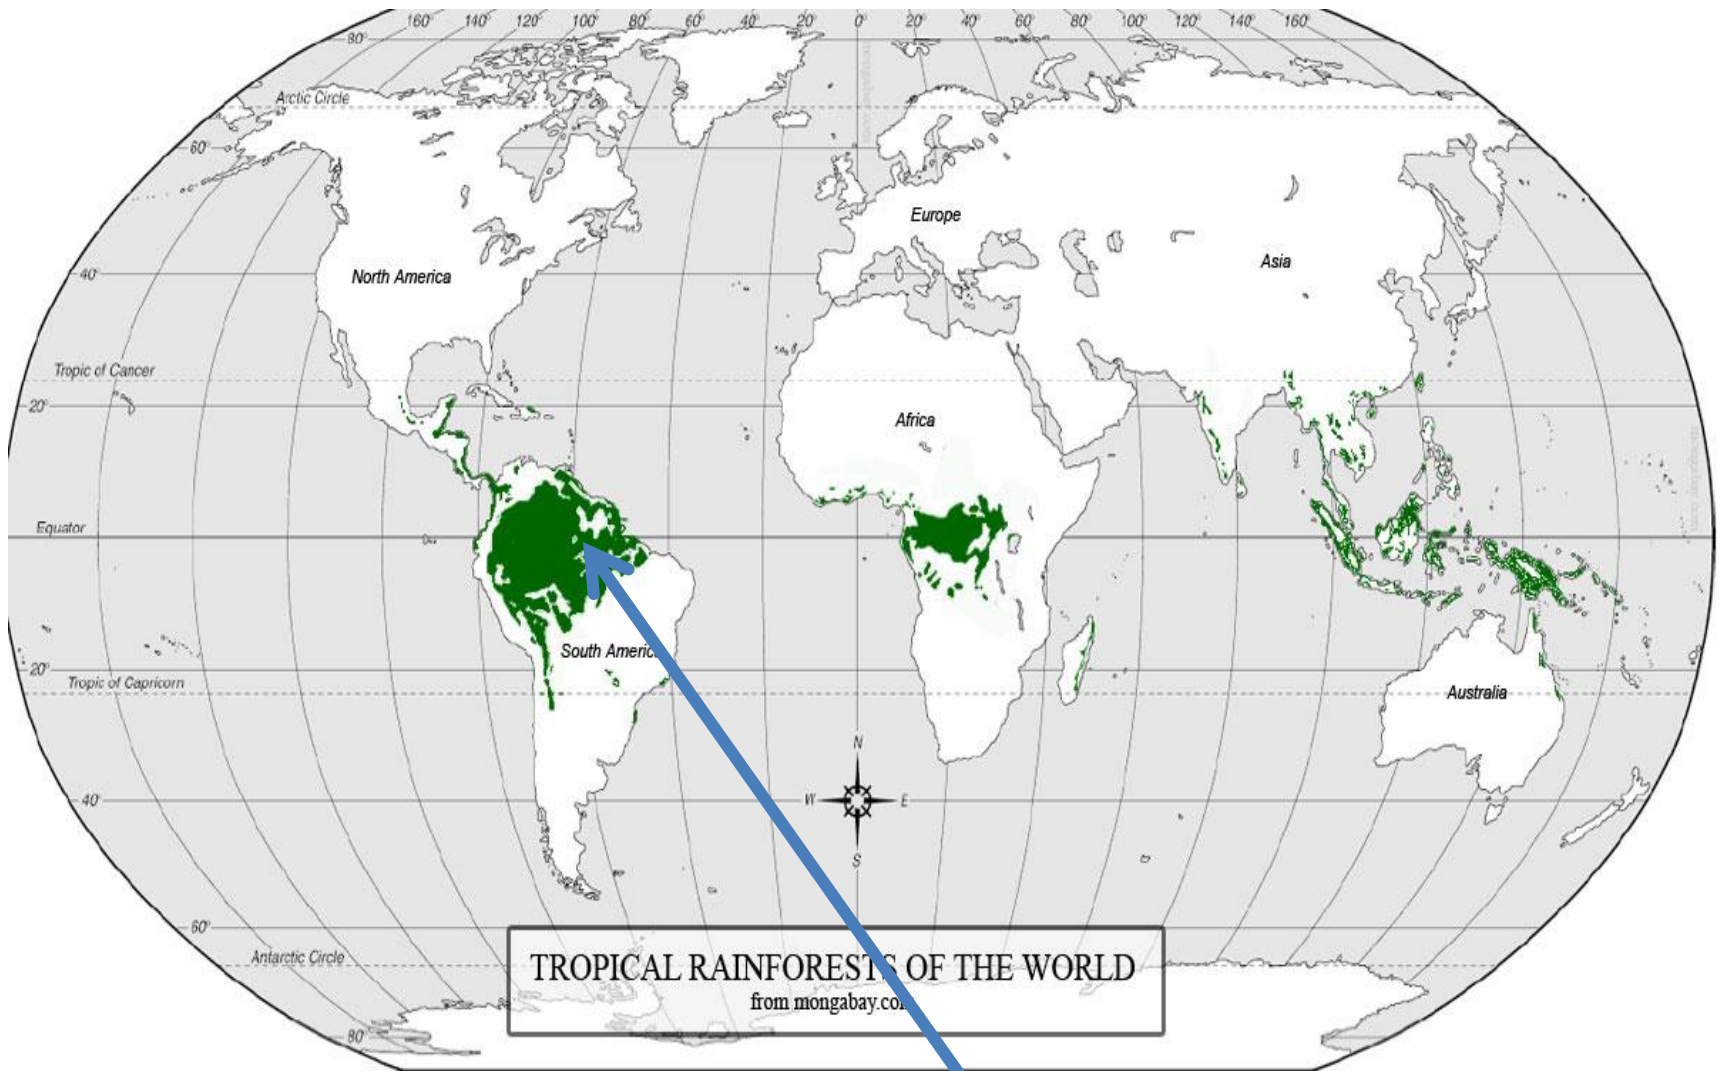 160° 140° 120° 100° 80° 60° 40° 20° 0° 20° 40° 60° 80° 100° 120° 140° 160°
80°
Arctic Circle
60°
Europe
Asia
North America
40°
Tropic of Cancer
20°
Africa
Equator
South America
20°
Tropic of Capricorn
Australia
N
40°
W E
S
60°
Antarctic Circle
TROPICAL RAINFORESTS OF THE WORLD
from mongabay.co
80°